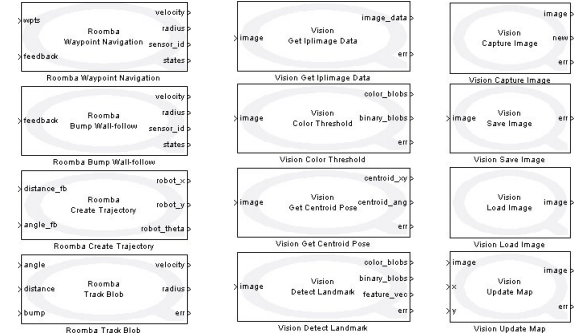 wpts
feedback
Roomba
Waypoint Navigation
velocity
radius
sensor_id
states
Roomba Waypoint Navigation
image
Vision
Get IplImage Data
image_data
err
Vision Get IplImage Data
Vision
Capture Image
image
new
err
Vision Capture Image
feedback
Roomba
Bump Wall-follow
velocity
radius
sensor_id
states
Roomba Bump Wall-follow
image
Vision
Color Threshold
color_blobs
binary_blobs
err
Vision Color Threshold
image
Vision
Save Image
err
Vision Save Image
distance_fb
angle_fb
Roomba
Create Trajectory
robot_x
robot_y
robot_theta
Roomba Create Trajectory
image
Vision
Get Centroid Pose
centroid_xy
centroid_ang
err
Vision Get Centroid Pose
Vision
Load Image
image
Vision Load Image
angle
distance
bump
Roomba
Track Blob
velocity
radius
err
Roomba Track Blob
image
Vision
Detect Landmark
color_blobs
binary_blobs
feature_vec
err
Vision Detect Landmark
image
x
y
Vision
Update Map
image
err
Vision Update Map